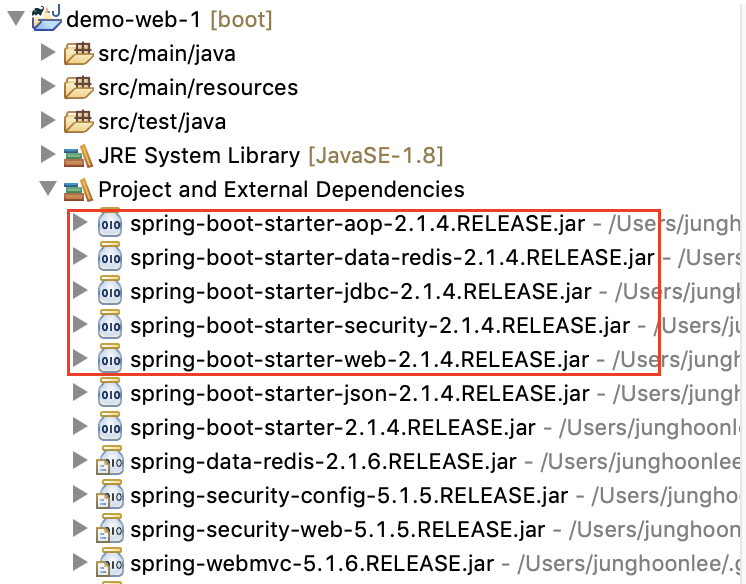 demo-web-1 [boot]
src/main/java
src/main/resources
src/test/java
JRE System Library [JavaSE-1.8]
Project and External Dependencies
spring-boot-starter-aop-2.1.4.RELEASE.jar - /Users/jungh
spring-boot-starter-data-redis-2.1.4.RELEASE.jar - /Users
spring-boot-starter-jdbc-2.1.4.RELEASE.jar - /Users/jungh
spring-boot-starter-security-2.1.4.RELEASE.jar - /Users/ju
spring-boot-starter-web-2.1.4.RELEASE.jar - /Users/jungh
spring-boot-starter-json-2.1.4.RELEASE.jar - /Users/jungh
spring-boot-starter-2.1.4.RELEASE.jar - /Users/junghoonle
spring-data-redis-2.1.6.RELEASE.jar - /Users/junghoonlee
spring-security-config-5.1.5.RELEASE.jar - /Users/jungho
spring-security-web-5.1.5.RELEASE.jar - /Users/junghoon
spring-webmvc-5.1.6.RELEASE.jar - /Users/junghoonlee/.g